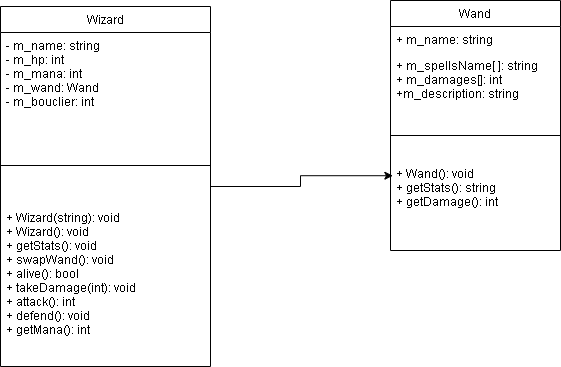 Wizard
- m_name: string
- m_hp: int
- m_mana: int
- m_wand: Wand
- m_bouclier: int
+ Wizard(string): void
+ Wizard(): void
+ getStats(): void
+ swapWand(): void
+ alive(): bool
+ takeDamage(int): void
+ attack(): int
+ defend(): void
+ getMana(): int
Wand
+ m_name: string
+ m_spellsName[]: string
+ m_damages[]: int
+m_description: string
+ Wand(): void
+ getStats(): string
+ getDamage(): int